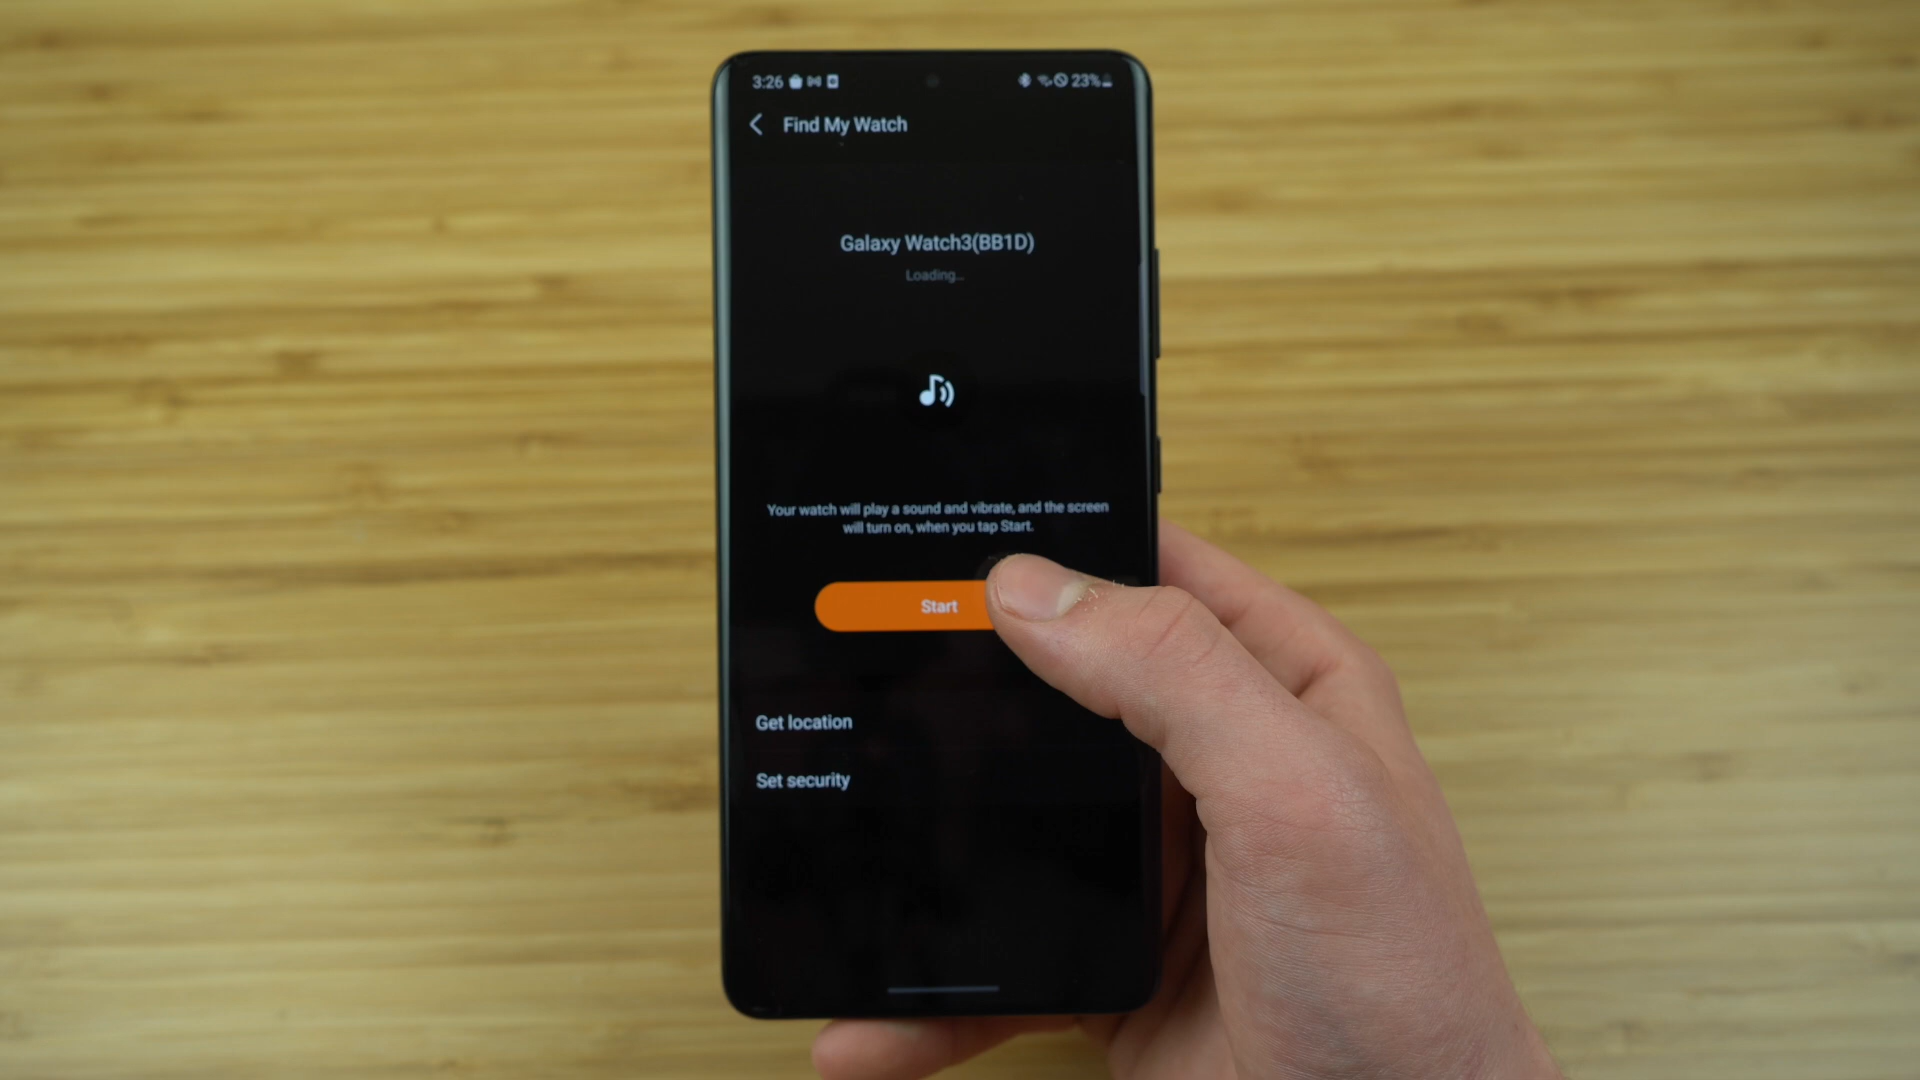 3:26 23%
Find My Watch
Galaxy Watch3(BB1D)
Loading...
Your watch will play a sound and vibrate, and the screen
will turn on, when you tap Start.
Start
Get location
Set security